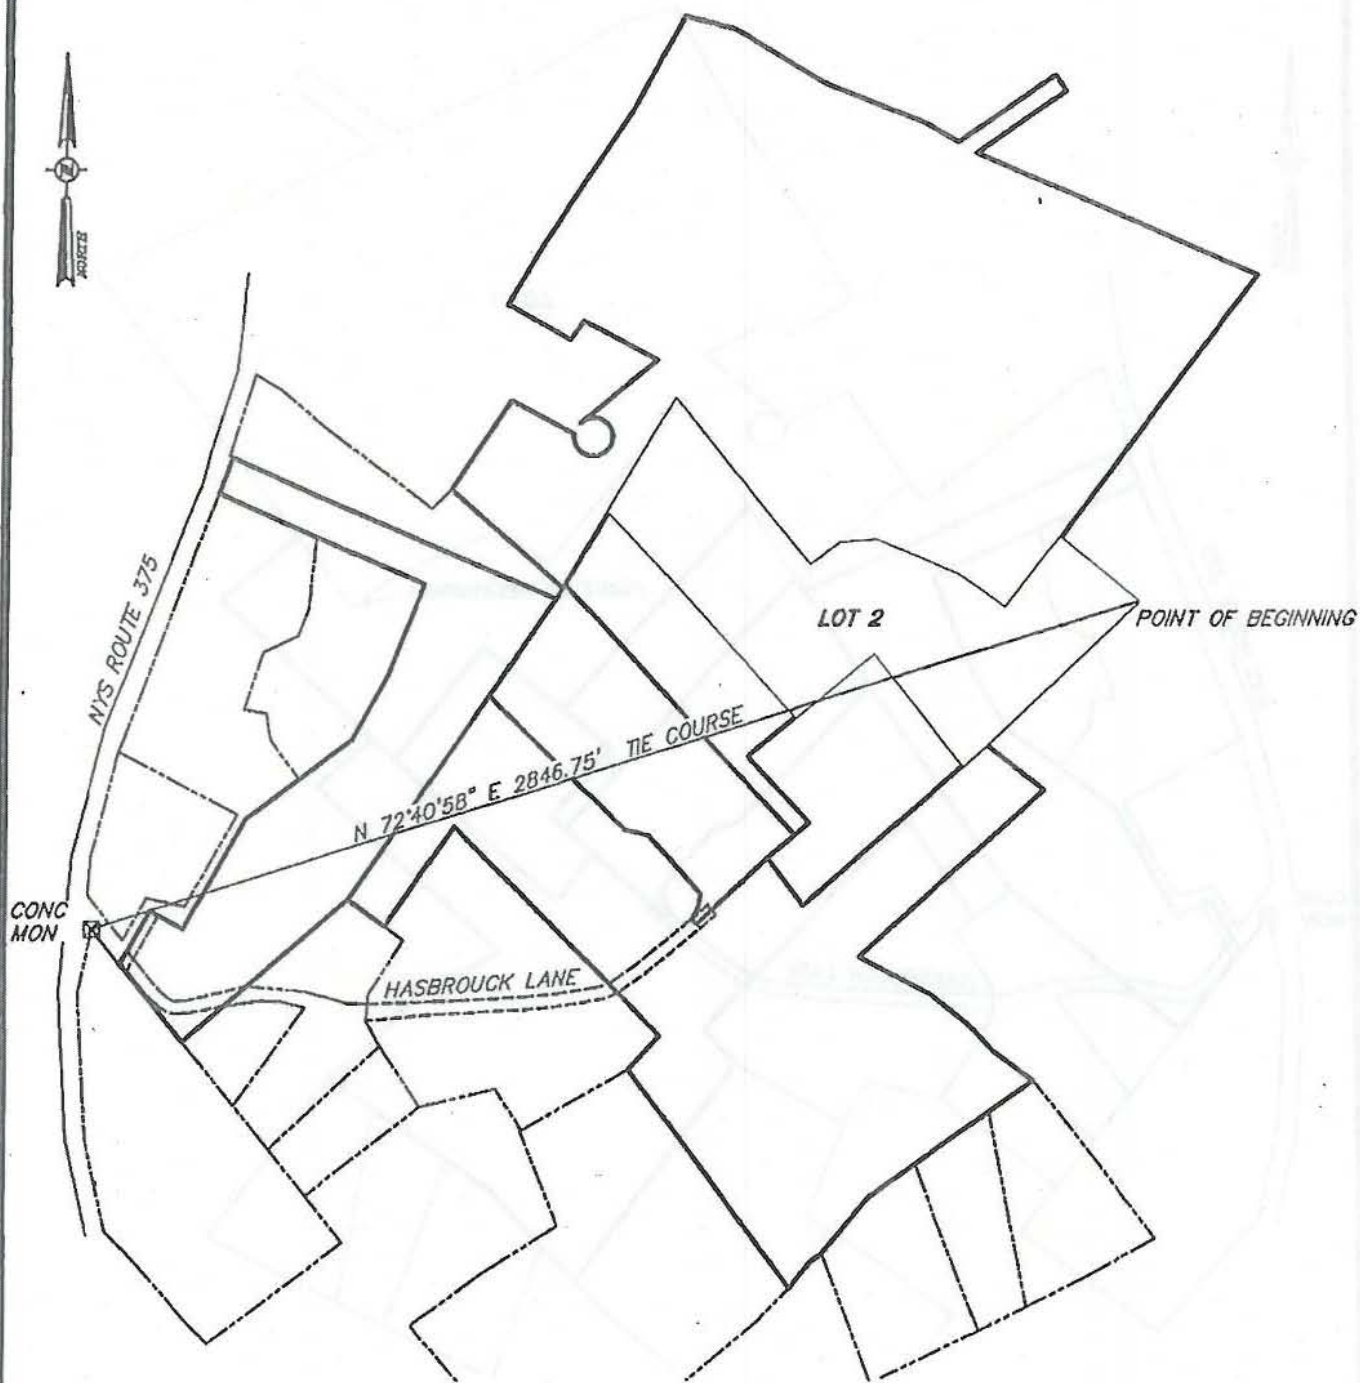 NORTH
NYS ROUTE 375
LOT 2
POINT OF BEGINNING
N 72°40'58" E 2846.75' TIE COURSE
CONC
MON
HASBROUCK LANE